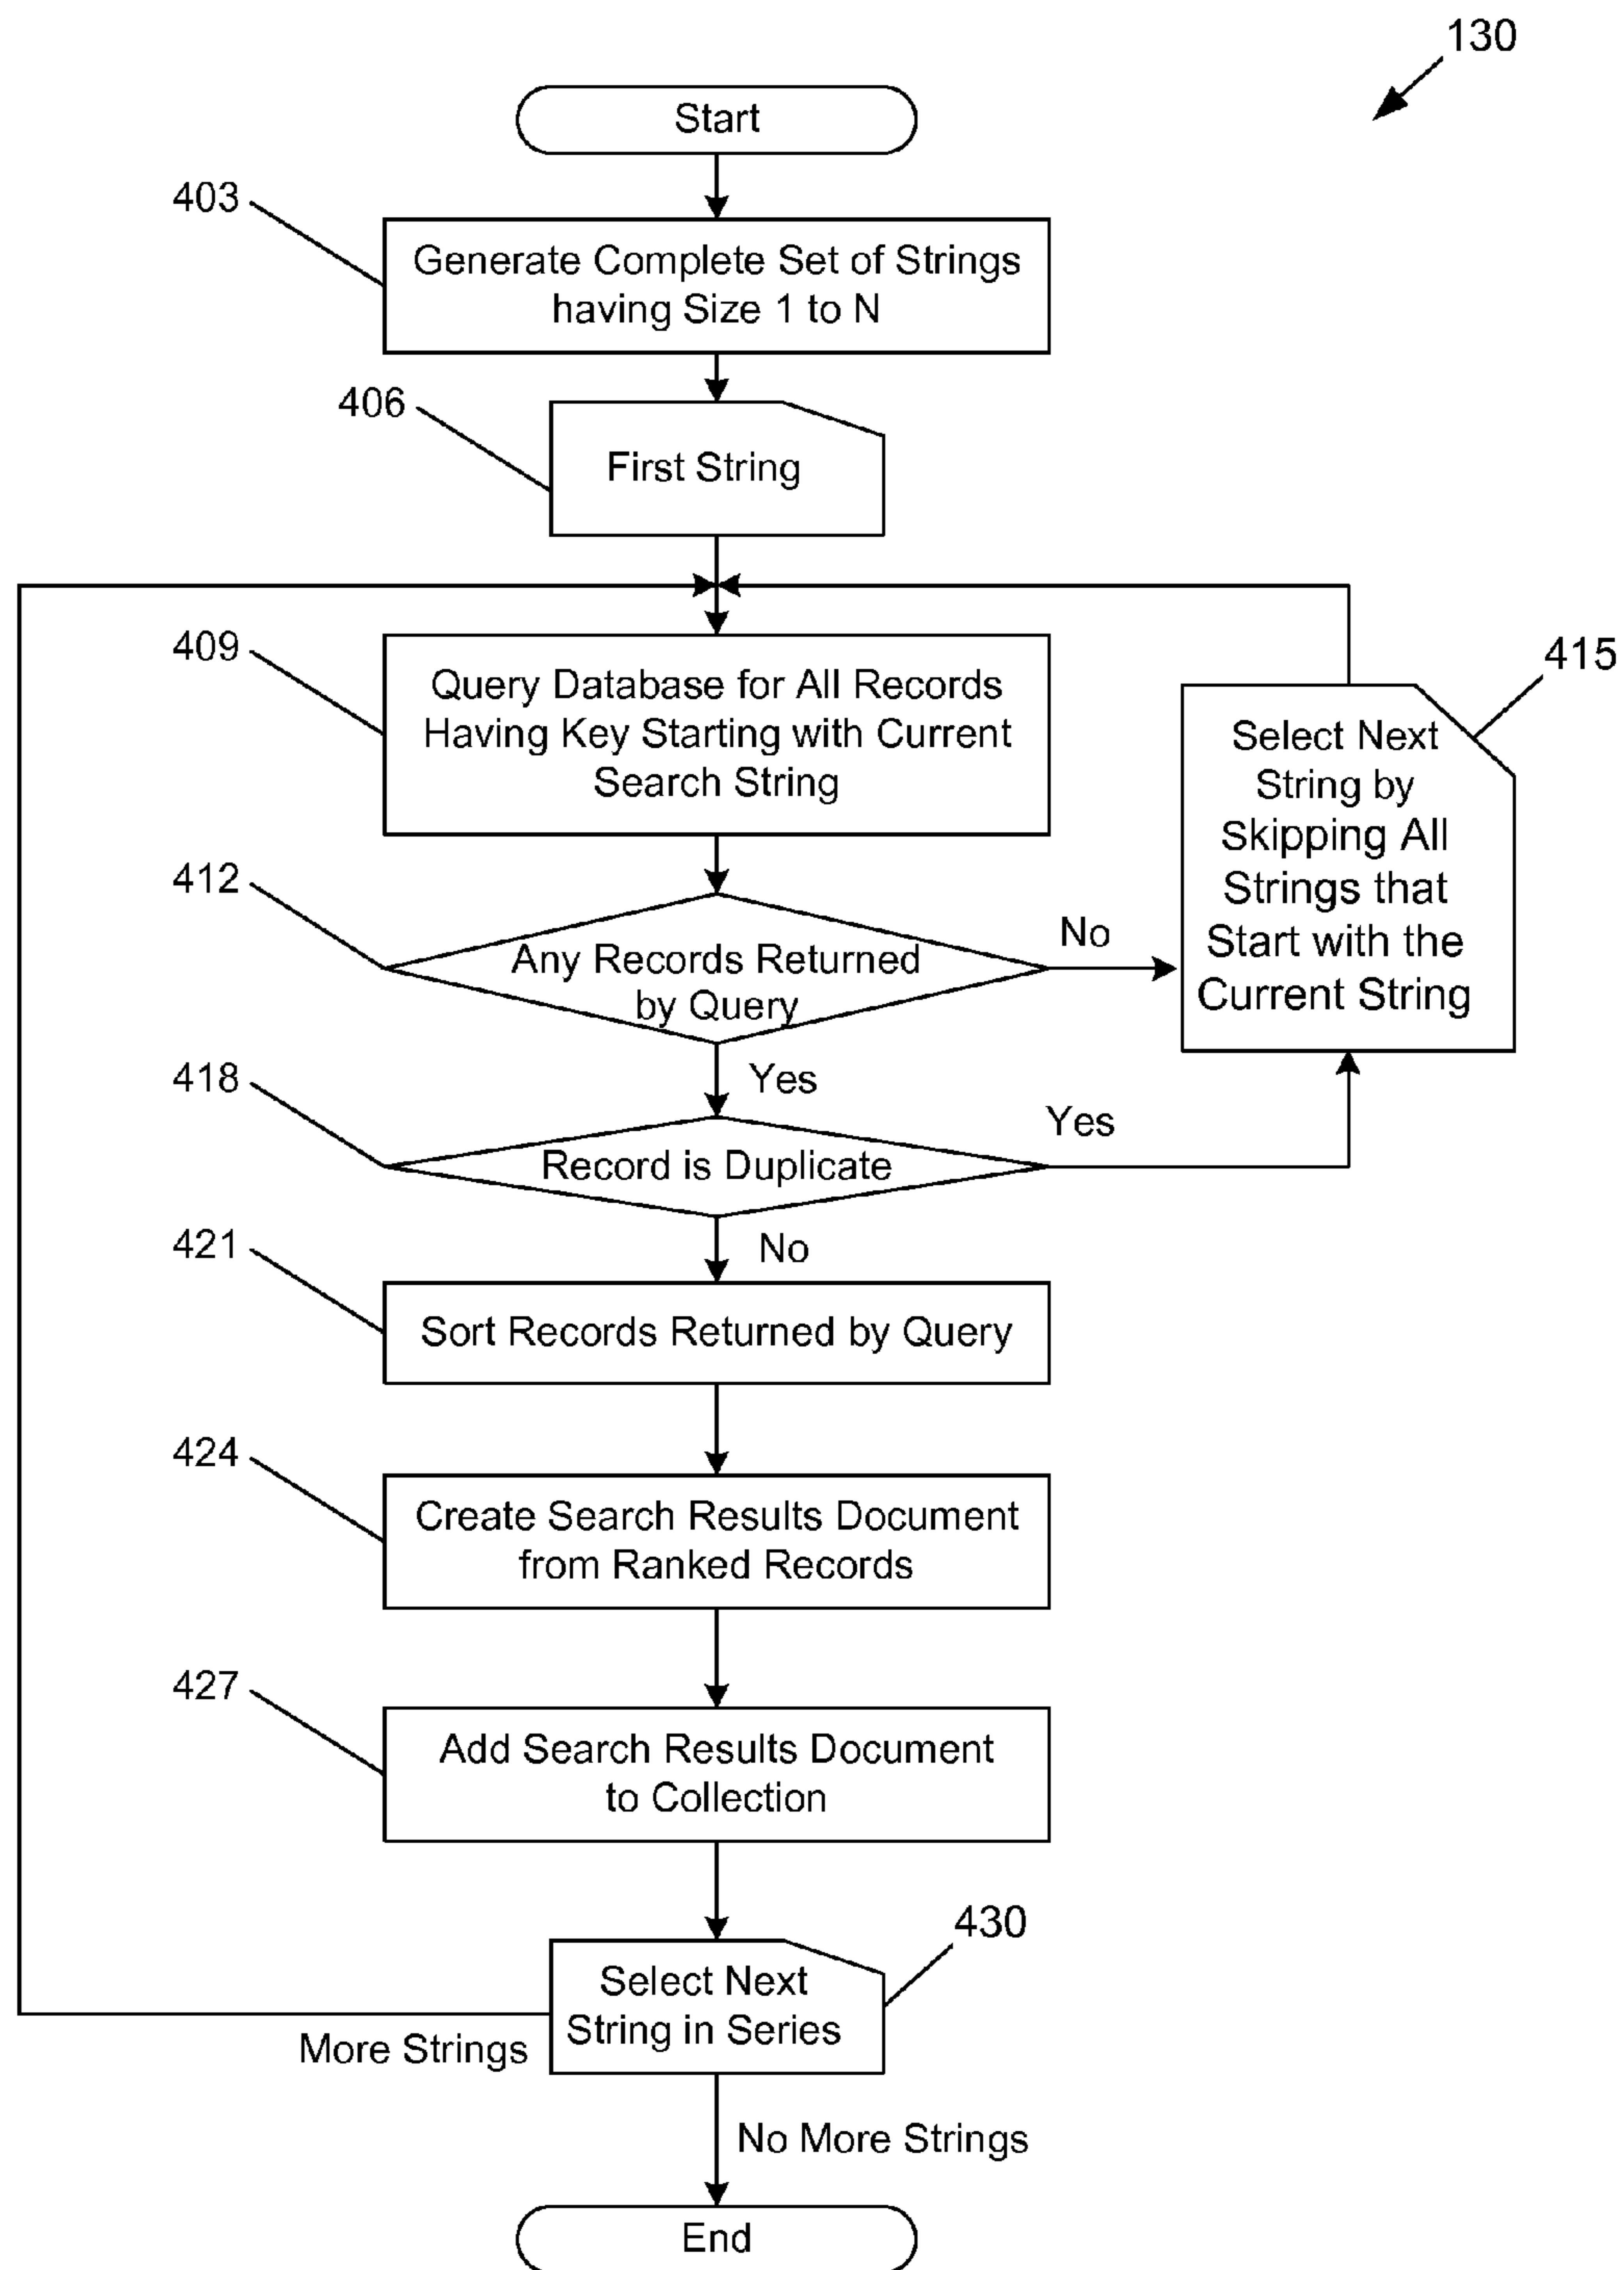 130
Start
403
Generate Complete Set of Strings
having Size 1 to N
406
First String
409
Query Database for All Records
Having Key Starting with Current
Search String
415
Select Next
String by
Skipping All
Strings that
Start with the
Current String
412
Any Records Returned
by Query
No
Yes
418
Record is Duplicate
Yes
No
421
Sort Records Returned by Query
424
Create Search Results Document
from Ranked Records
427
Add Search Results Document
to Collection
430
Select Next
String in Series
More Strings
No More Strings
End